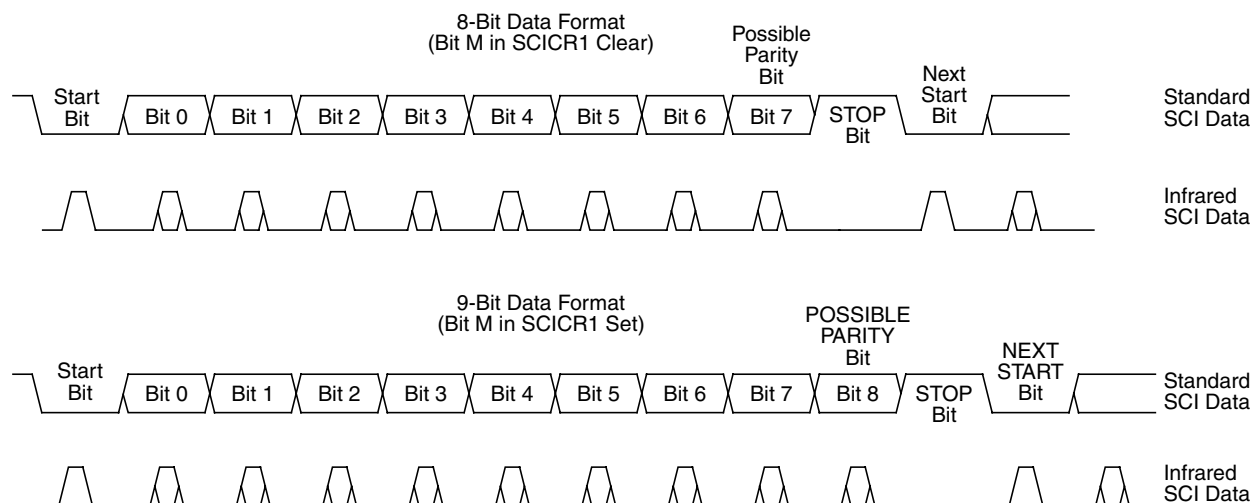 8-Bit Data Format
(Bit M in SCICR1 Clear)
Possible
Parity
Bit
Start
Bit
Bit 0
Bit 1
Bit 2
Bit 3
Bit 4
Bit 5
Bit 6
Bit 7
STOP
Bit
Next
Start
Bit
Standard
SCI Data
Infrared
SCI Data
9-Bit Data Format
(Bit M in SCICR1 Set)
POSSIBLE
PARITY
Bit
Start
Bit
Bit 0
Bit 1
Bit 2
Bit 3
Bit 4
Bit 5
Bit 6
Bit 7
Bit 8
STOP
Bit
NEXT
START
Bit
Standard
SCI Data
Infrared
SCI Data